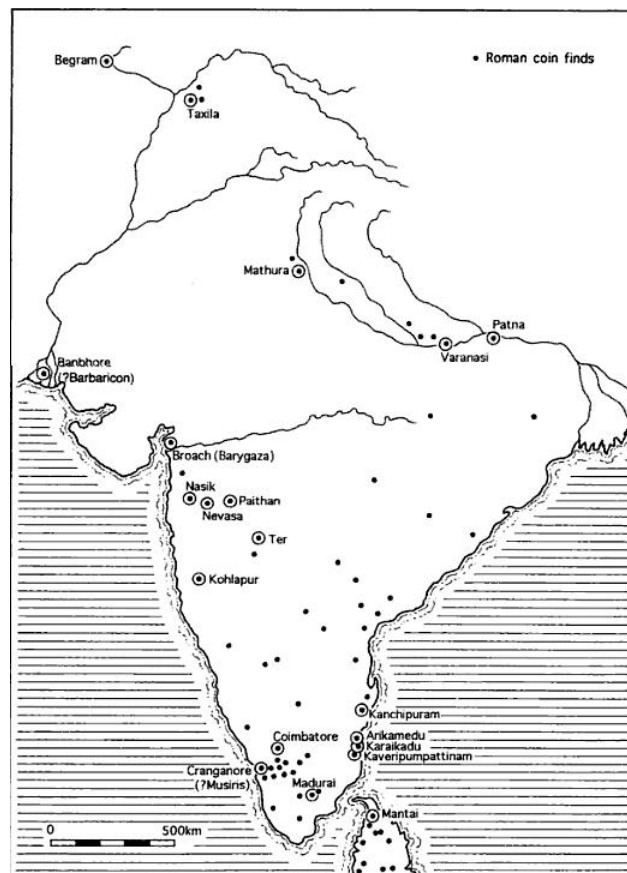 Begram
Roman coin finds
Taxila
Mathura
Patna
Varanasi
Banbhore
(?Barbaricon)
Broach (Barygaza)
Nasik
Paithan
Nevasa
Ter
Kohlapur
Kanchipuram
Coimbatore
Arikamedu
Karaikadu
Kaveripumpattinam
Cranganore
(?Musiris)
Madurai
Mantai
0 500km